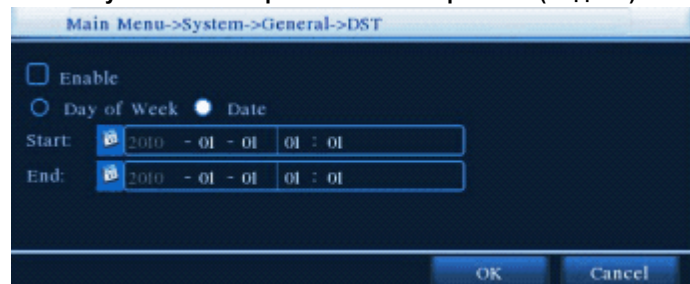 Main Menu->System->General->DST
Enable
Day of Week Date
Start: 2010 - 01 - 01 01 : 01
End: 2010 - 01 - 01 01 : 01
OK Cancel